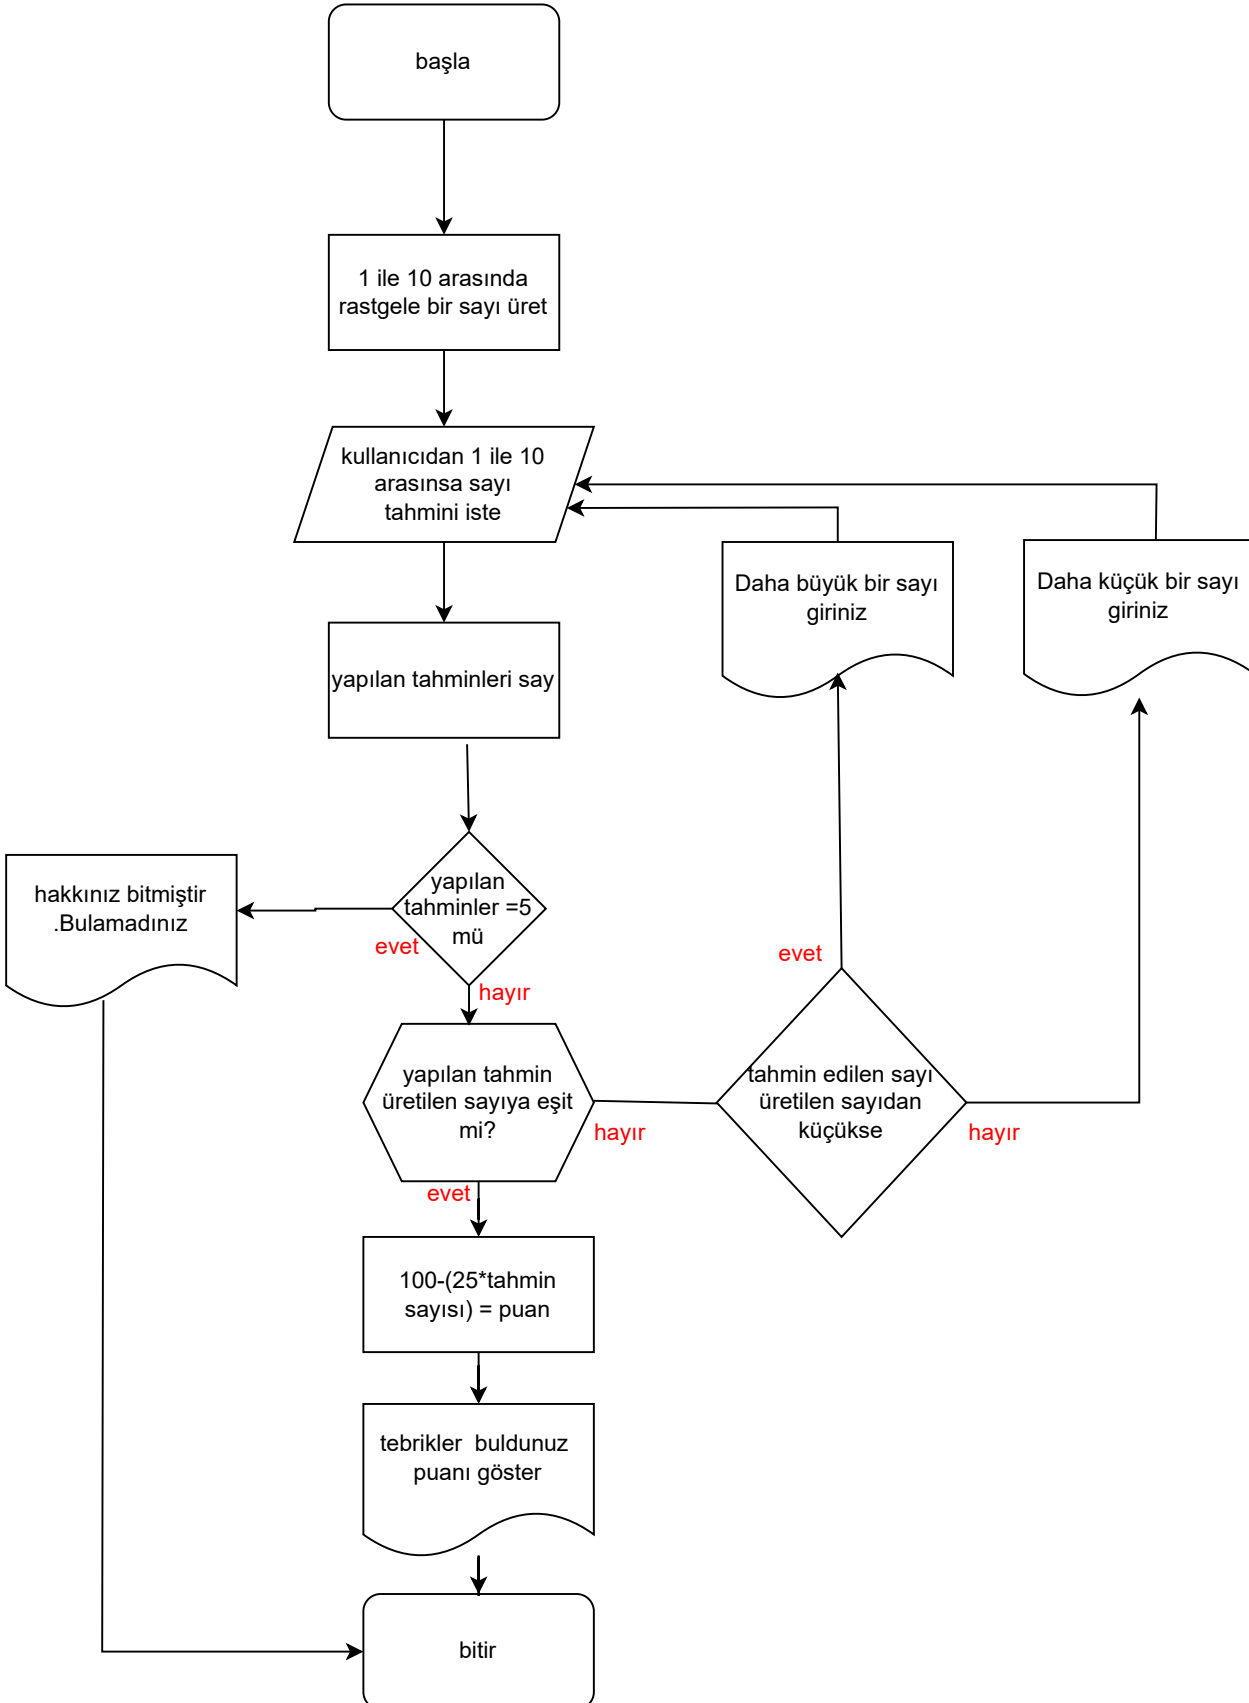 başla
1 ile 10 arasında
rastgele bir sayı üret
kullanıcıdan 1 ile 10
arasınsa sayı
tahmini iste
Daha büyük bir sayı
giriniz
Daha küçük bir sayı
giriniz
yapılan tahminleri say
yapılan
tahminler =5
mü
hakkınız bitmiştir
.Bulamadınız
evet
hayır
evet
yapılan tahmin
üretilen sayıya eşit
mi?
hayır
tahmin edilen sayı
üretilen sayıdan
küçükse
hayır
evet
100-(25*tahmin
sayısı) = puan
tebrikler  buldunuz
puanı göster
bitir